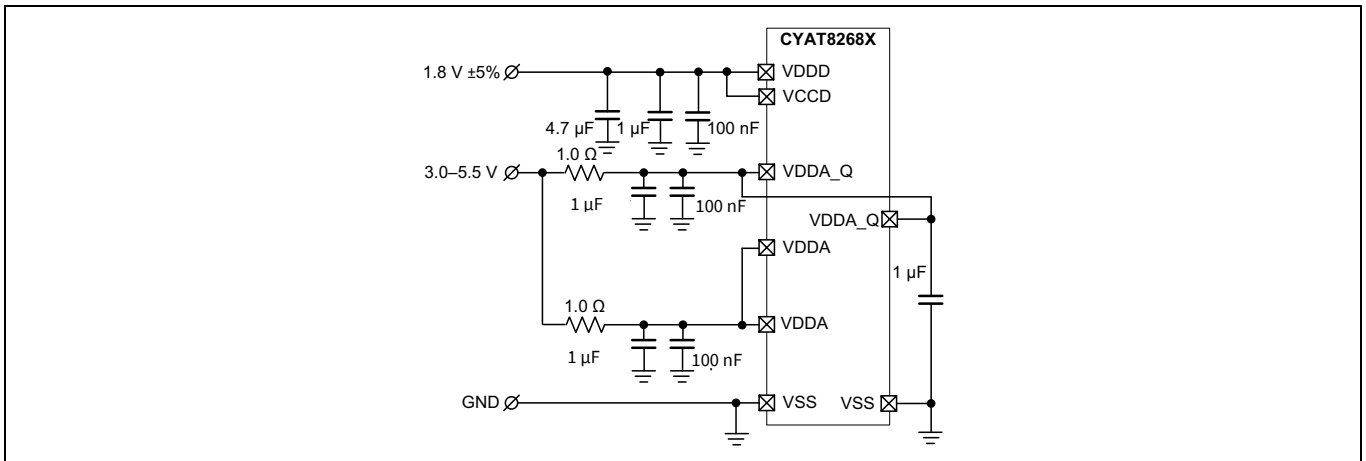 CYAT8268X
1.8 V ±5%
VDDD
VCCD
4.7 µF
1 µF
100 nF
1.0 Ω
3.0–5.5 V
VDDA_Q
1 µF
100 nF
VDDA_Q
VDDA
1 µF
1.0 Ω
VDDA
1 µF
100 nF
GND
VSS
VSS